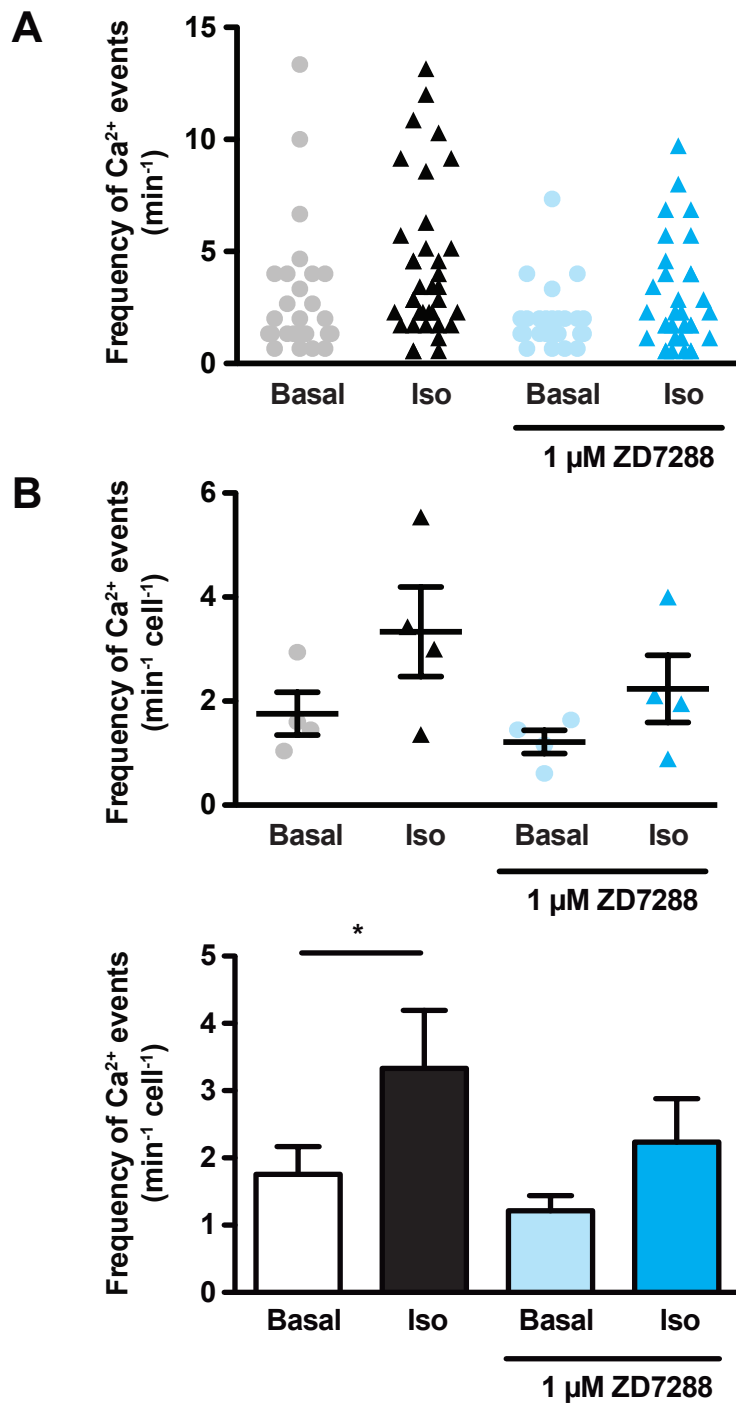 A
Frequency of Ca²⁺ events
(min⁻¹)
15
10
5
0
Basal
Iso
Basal
Iso
1 µM ZD7288
B
Frequency of Ca²⁺ events
(min⁻¹ cell⁻¹)
6
4
2
0
Basal
Iso
Basal
Iso
1 µM ZD7288
Frequency of Ca²⁺ events
(min⁻¹ cell⁻¹)
5
4
3
2
1
0
*
Basal
Iso
Basal
Iso
1 µM ZD7288